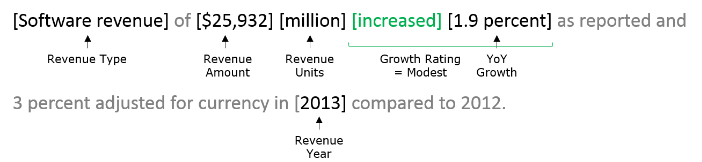 [Software revenue] of [$25,932] [million] [increased] [1.9 percent] as reported and
Revenue Type
Revenue Amount
Revenue Units
Growth Rating = Modest
YoY Growth
3 percent adjusted for currency in [2013] compared to 2012.
Revenue Year